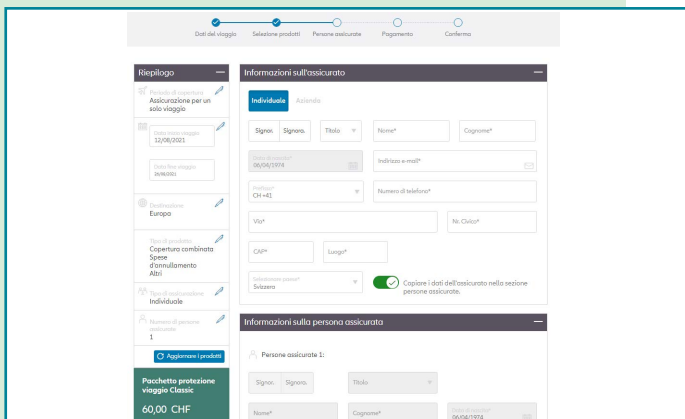 Dati del viaggio Selezione prodotti Persone assicurate Pagamento Conferma
Riepilogo
Periodo di copertura
Assicurazione per un
solo viaggio
Data inizio viaggio
12/08/2021
Data fine viaggio
Destinazione
Europa
Tipo di prodotto
Copertura combinata
Spese
d'annullamento
Altri
Tipo di assicurazione
Individuale
Numero di persone
assicurate
1
Aggiornare i prodotti
Pacchetto protezione
viaggio Classic
60,00 CHF
Informazioni sull'assicurato
Individuale Azienda
Signor. Signora. Titolo Nome* Cognome*
Data di nascita*
06/04/1974
Indirizzo e-mail*
Prefisso*
CH +41
Numero di telefono*
Via* Nr. Civico*
CAP* Luogo*
Selezionare paese*
Svizzera
Copiare i dati dell'assicurato nella sezione
persone assicurate.
Informazioni sulla persona assicurata
Persone assicurate 1:
Signor. Signora. Titolo
Nome* Cognome*
Data di nascita*
06/04/1974